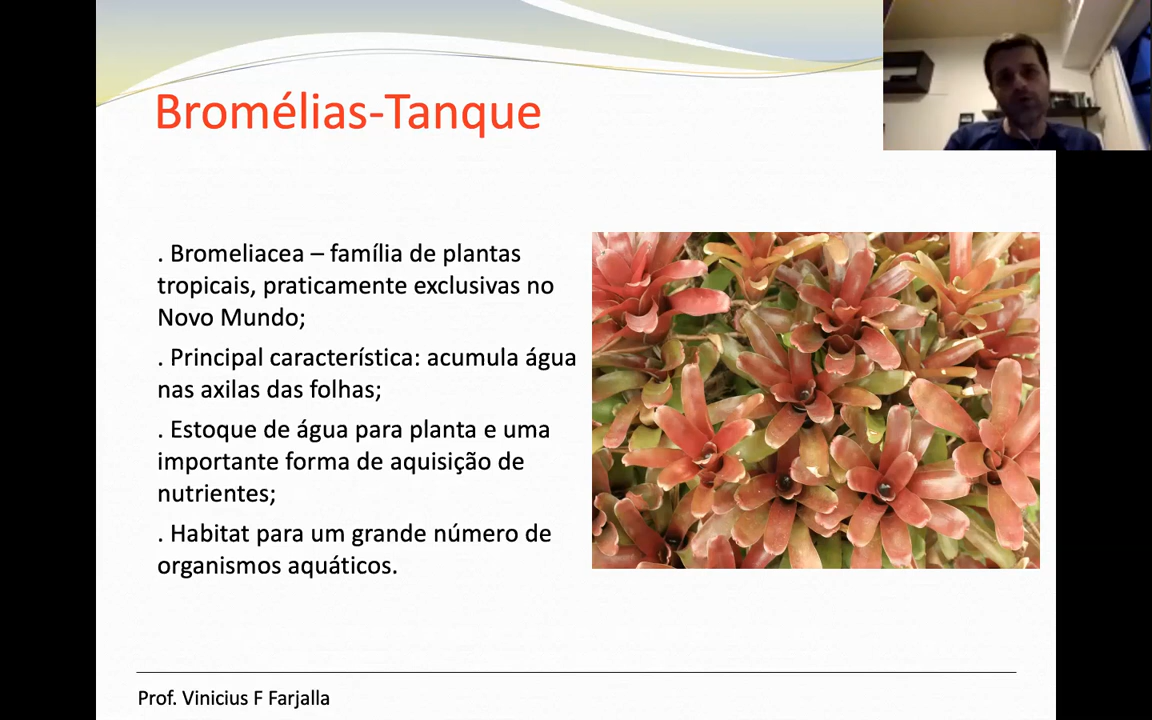 Bromélias-Tanque
. Bromeliacea – família de plantas
tropicais, praticamente exclusivas no
Novo Mundo;
. Principal característica: acumula água
nas axilas das folhas;
. Estoque de água para planta e uma
importante forma de aquisição de
nutrientes;
. Habitat para um grande número de
organismos aquáticos.
Prof. Vinicius F Farjalla